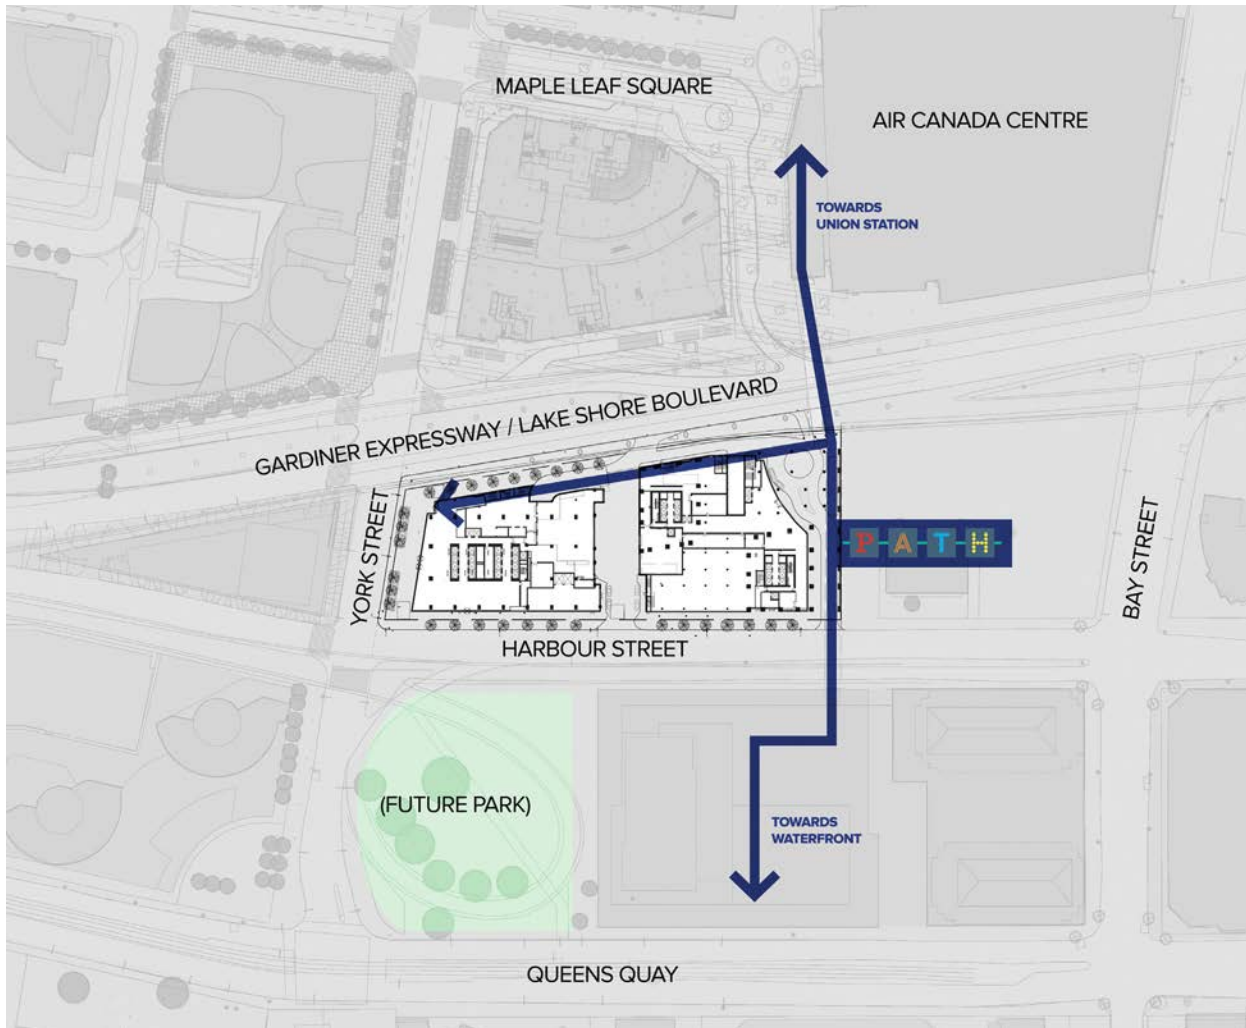 MAPLE LEAF SQUARE
AIR CANADA CENTRE
TOWARDS
UNION STATION
GARDINER EXPRESSWAY / LAKE SHORE BOULEVARD
YORK STREET
PATH
BAY STREET
HARBOUR STREET
(FUTURE PARK)
TOWARDS
WATERFRONT
QUEENS QUAY